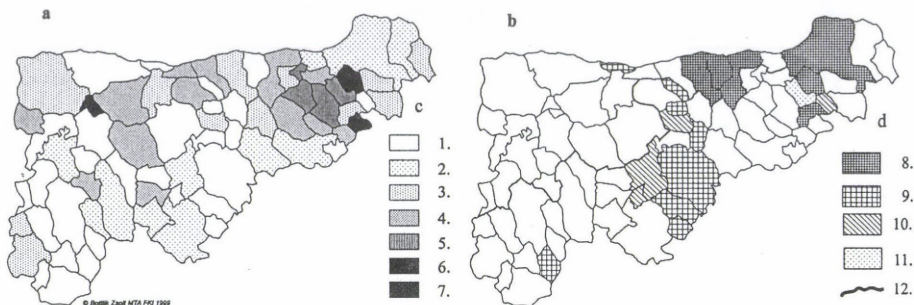 a
c
1.
2.
3.
4.
5.
6.
7.
© Bottlik Zsolt MTA FKI 1999
b
d
8.
9.
10.
11.
12.